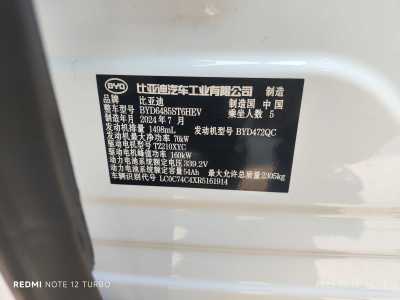 BYD 比亚迪汽车工业有限公司 制造
品牌 比亚迪 制造国 中国
整车型号 BYD6485ST6HEV 乘坐人数 5
制造年月 2024年7月
发动机排量 1498mL 发动机型号 BYD472QC
发动机最大净功率 70kW
驱动电机型号 TZ210XYC
驱动电机峰值功率 160kW
动力电池系统额定电压 339.2V
动力电池系统额定容量 54Ah 最大允许总质量 2305kg
车辆识别代号 LC0C74C4XR5161914
REDMI NOTE 12 TURBO